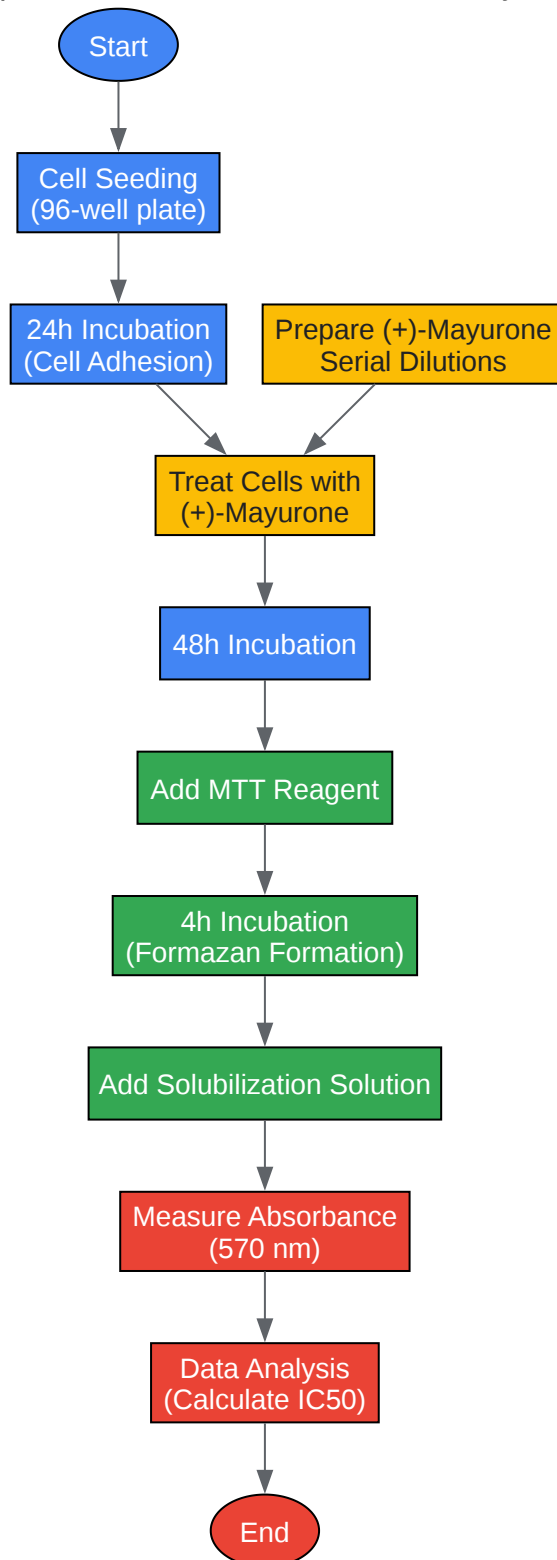 Start
Cell Seeding
(96-well plate)
24h Incubation
(Cell Adhesion)
Prepare (+)-Mayurone
Serial Dilutions
Treat Cells with
(+)-Mayurone
48h Incubation
Add MTT Reagent
4h Incubation
(Formazan Formation)
Add Solubilization Solution
Measure Absorbance
(570 nm)
Data Analysis
(Calculate IC50)
End